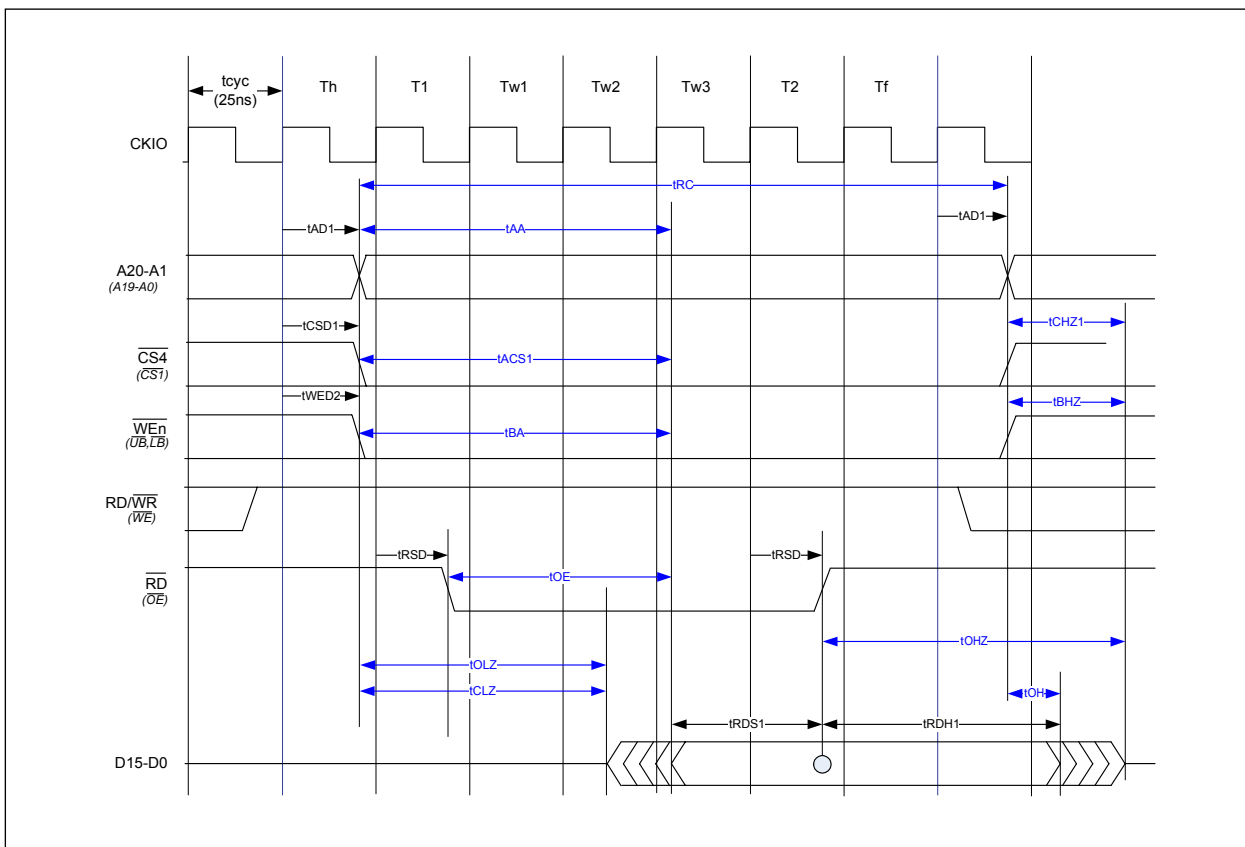 tcyc
(25ns)
Th
T1
Tw1
Tw2
Tw3
T2
Tf
CKIO
tRC
tAD1
tAA
tAD1
A20-A1
(A19-A0)
tCSD1
tCHZ1
CS4
(CS1)
tACS1
tWED2
tBHZ
WEn
(UB,LB)
tBA
RD/WR
(WE)
tRSD
tRSD
RD
(OE)
tOE
tOHZ
tOLZ
tCLZ
tOH
tRDS1
tRDH1
D15-D0